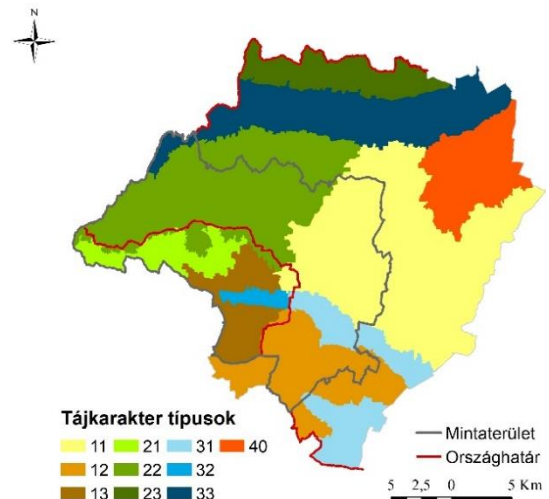 N
Tájkarakter típusok
11 21 31 40
12 22 32
13 23 33
Mintaterület
Országhatár
5 2,5 0 5 Km